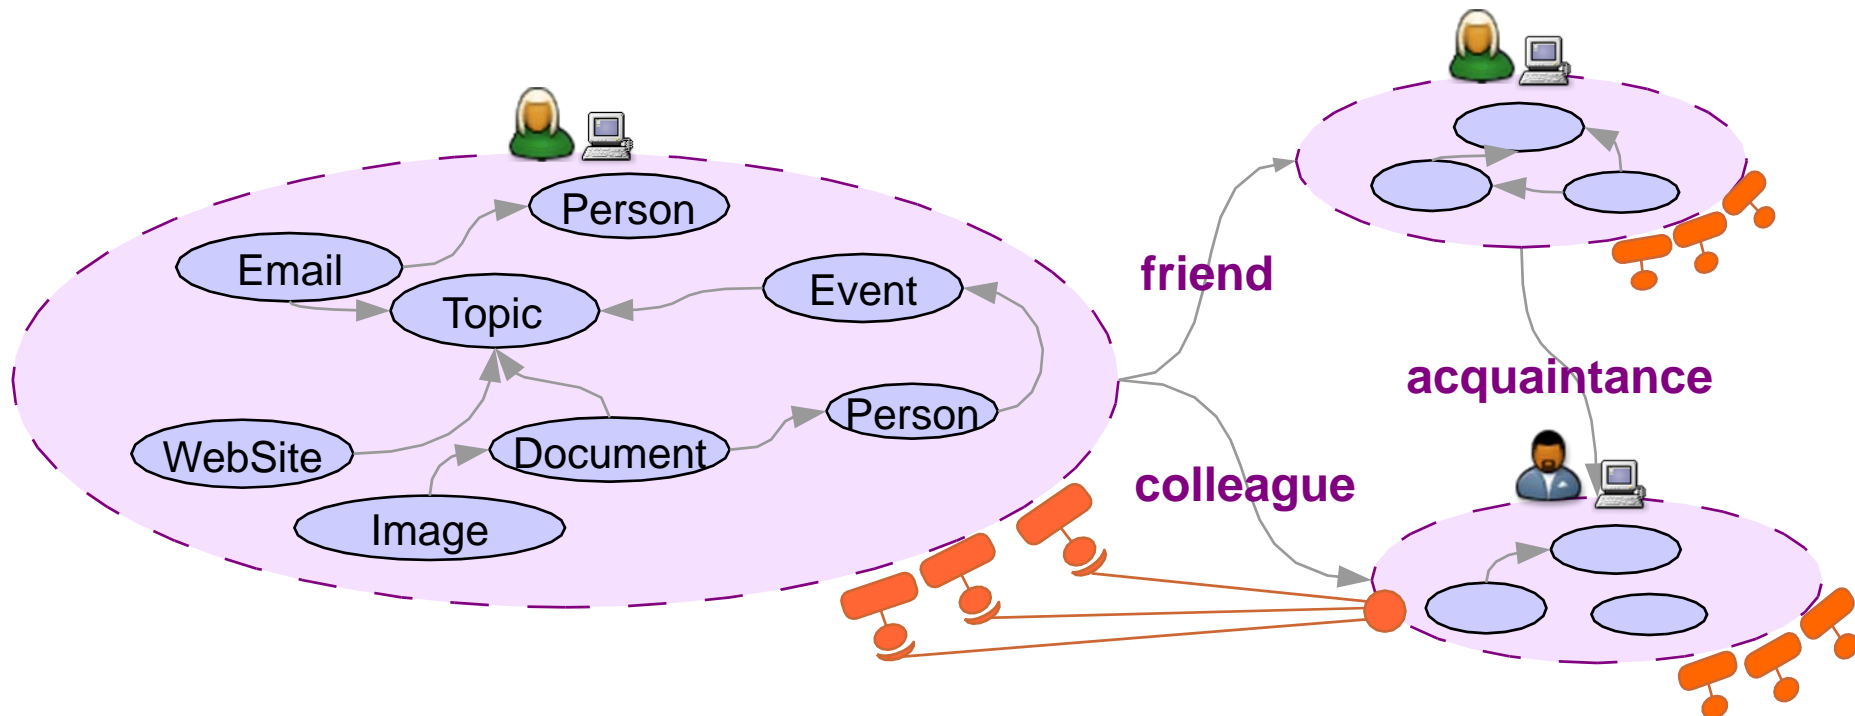 Person
Email
Topic
Event
friend
acquaintance
Person
WebSite
Document
colleague
Image